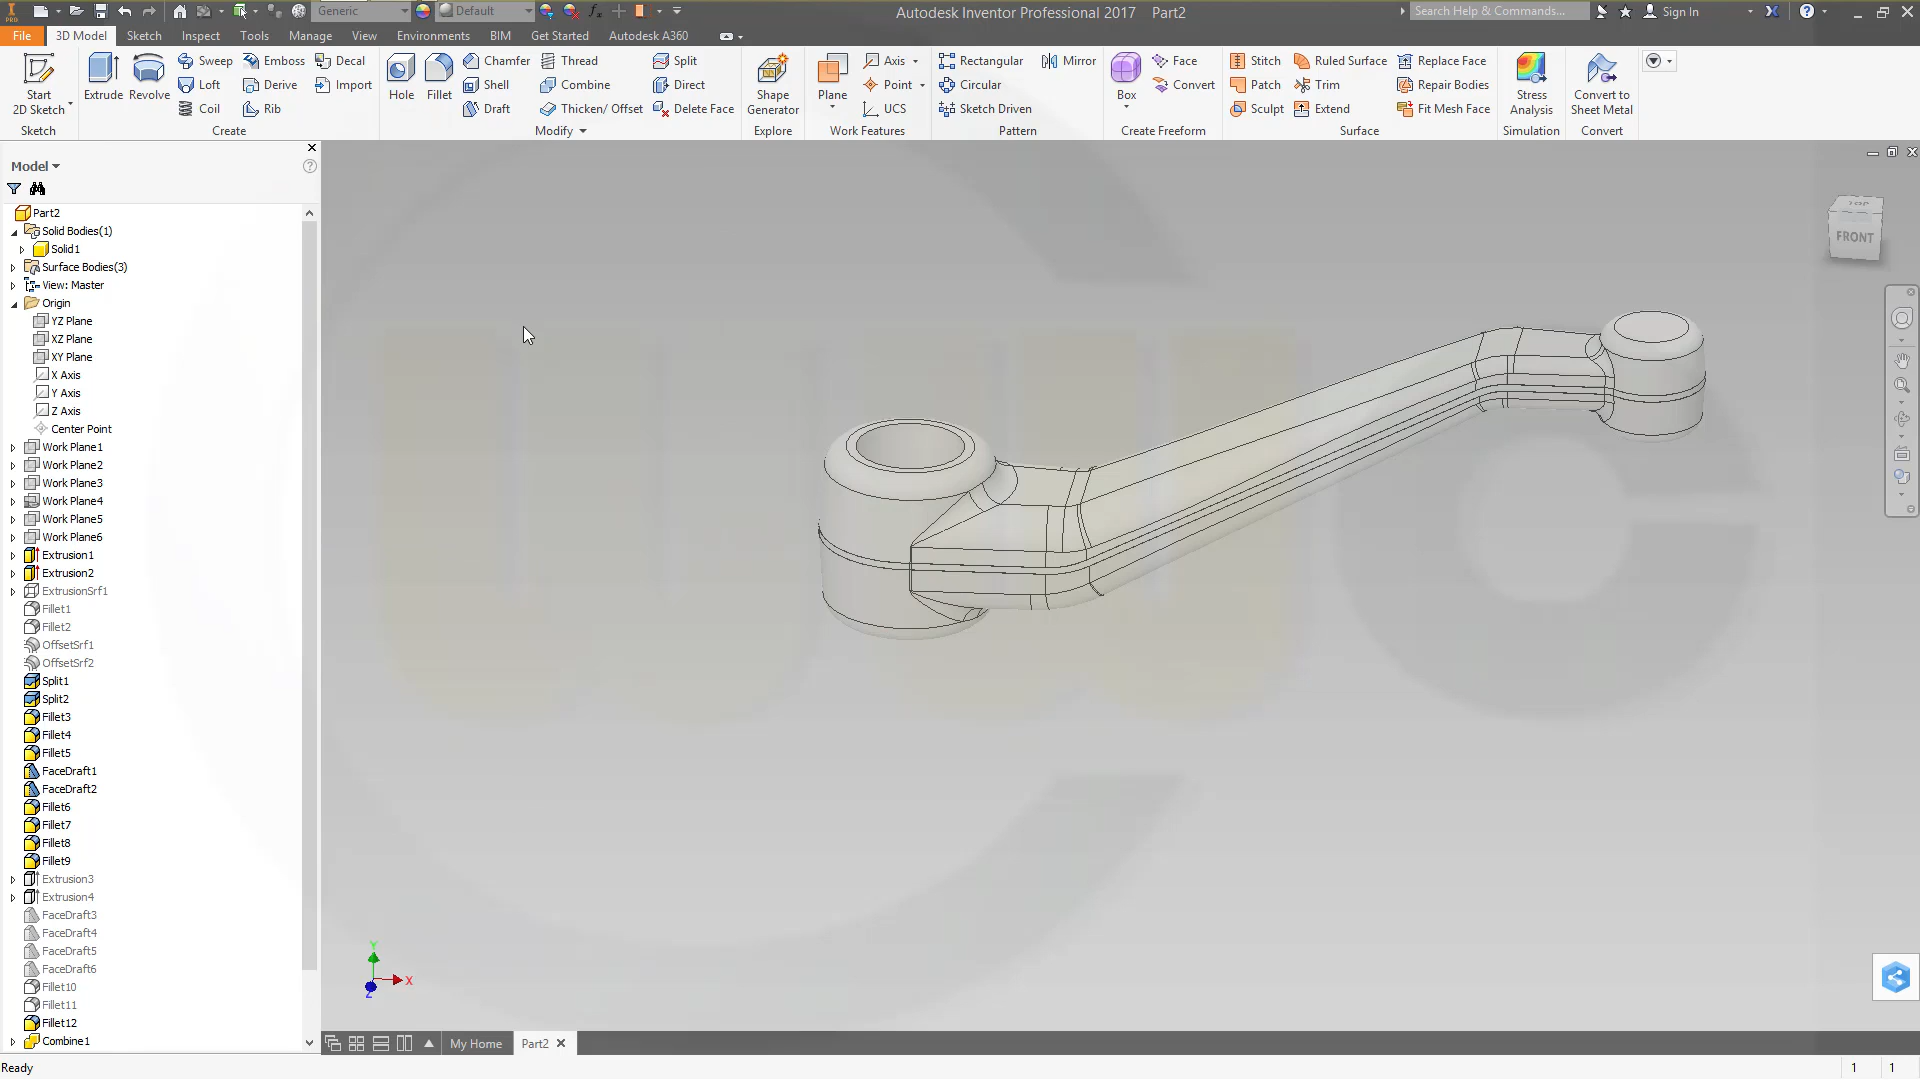 PRO Generic Default fx Autodesk Inventor Professional 2017 Part2 Search Help & Commands... Sign In
File 3D Model Sketch Inspect Tools Manage View Environments BIM Get Started Autodesk A360
Sweep Emboss Decal Chamfer Thread Split Axis Rectangular Mirror Face Stitch Ruled Surface Replace Face
Start 2D Sketch Extrude Revolve Loft Derive Import Hole Fillet Shell Combine Direct Shape Generator Plane Point Circular Box Convert Patch Trim Repair Bodies Stress Analysis Convert to Sheet Metal
Coil Rib Draft Thicken/ Offset Delete Face UCS Sketch Driven Sculpt Extend Fit Mesh Face
Sketch Create Modify Explore Work Features Pattern Create Freeform Surface Simulation Convert
Model
Part2
Solid Bodies(1)
Solid1
Surface Bodies(3)
View: Master
Origin
YZ Plane
XZ Plane
XY Plane
X Axis
Y Axis
Z Axis
Center Point
Work Plane1
Work Plane2
Work Plane3
Work Plane4
Work Plane5
Work Plane6
Extrusion1
Extrusion2
ExtrusionSrf1
Fillet1
Fillet2
OffsetSrf1
OffsetSrf2
Split1
Split2
Fillet3
Fillet4
Fillet5
FaceDraft1
FaceDraft2
Fillet6
Fillet7
Fillet8
Fillet9
Extrusion3
Extrusion4
FaceDraft3
FaceDraft4
FaceDraft5
FaceDraft6
Fillet10
Fillet11
Fillet12
Combine1
TOP
FRONT
Y
X
Z
My Home Part2
Ready 1 1